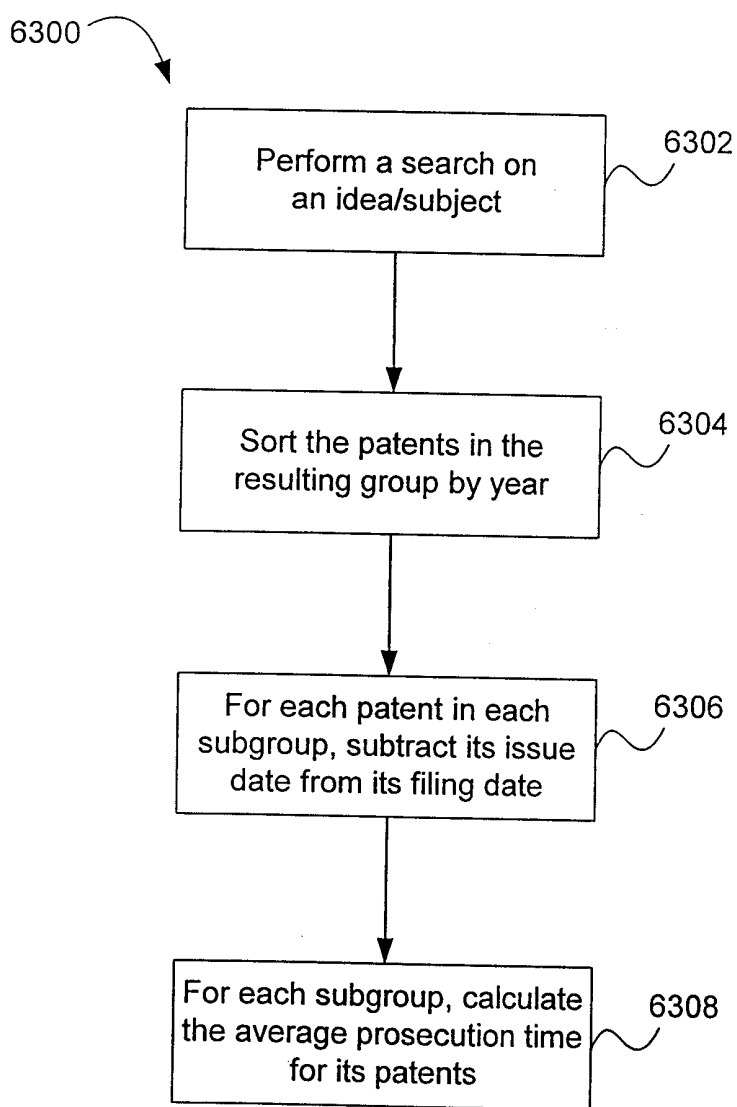 6300
Perform a search on
an idea/subject
6302
Sort the patents in the
resulting group by year
6304
For each patent in each
subgroup, subtract its issue
date from its filing date
6306
For each subgroup, calculate
the average prosecution time
for its patents
6308